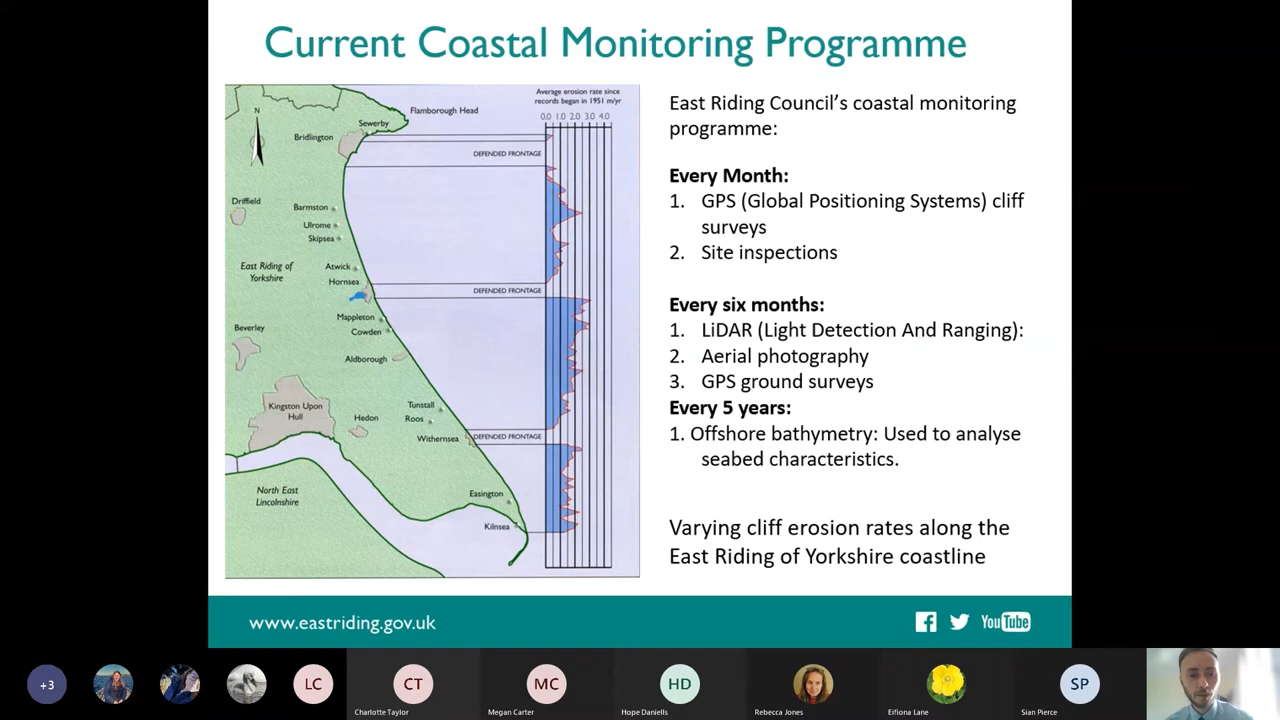 Current Coastal Monitoring Programme
Average erosion rate since
records began in 1951 m/yr
0.0 1.0 2.0 3.0 4.0
N
Flamborough Head
Sewerby
Bridlington
DEFENDED FRONTAGE
Driffield
Barmston
Ulrome
Skipsea
East Riding of
Yorkshire
Atwick
Hornsea
DEFENDED FRONTAGE
Mappleton
Beverley
Cowden
Aldborough
Kingston Upon
Hull
Hedon
Tunstall
Roos
Withernsea
DEFENDED FRONTAGE
North East
Lincolnshire
Easington
Kilnsea
East Riding Council’s coastal monitoring
programme:
Every Month:
1. GPS (Global Positioning Systems) cliff
surveys
2. Site inspections
Every six months:
1. LiDAR (Light Detection And Ranging):
2. Aerial photography
3. GPS ground surveys
Every 5 years:
1. Offshore bathymetry: Used to analyse
seabed characteristics.
Varying cliff erosion rates along the
East Riding of Yorkshire coastline
www.eastriding.gov.uk
YouTube
+3
LC
CT
MC
HD
SP
Charlotte Taylor
Megan Carter
Hope Daniells
Rebecca Jones
Eifiona Lane
Sian Pierce